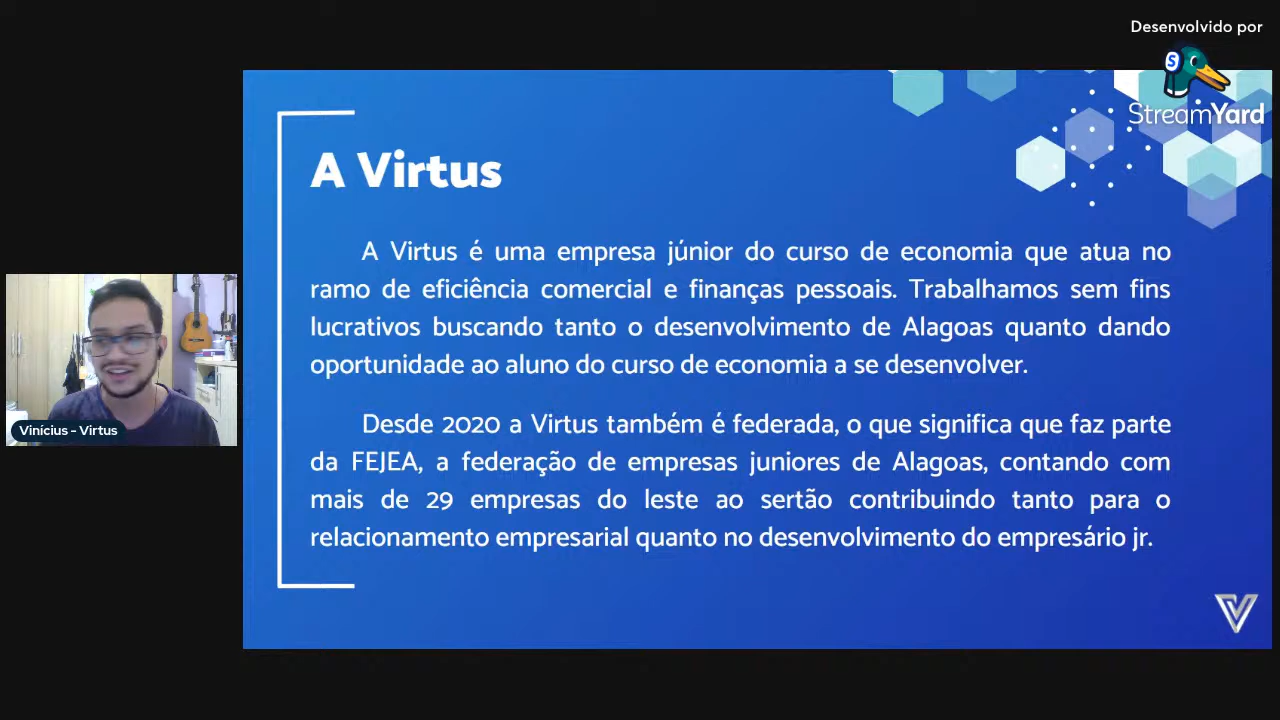 Desenvolvido por
StreamYard
A Virtus
A Virtus é uma empresa júnior do curso de economia que atua no
ramo de eficiência comercial e finanças pessoais. Trabalhamos sem fins
lucrativos buscando tanto o desenvolvimento de Alagoas quanto dando
oportunidade ao aluno do curso de economia a se desenvolver.
Desde 2020 a Virtus também é federada, o que significa que faz parte
da FEJEA, a federação de empresas juniores de Alagoas, contando com
mais de 29 empresas do leste ao sertão contribuindo tanto para o
relacionamento empresarial quanto no desenvolvimento do empresário jr.
Vinícius - Virtus